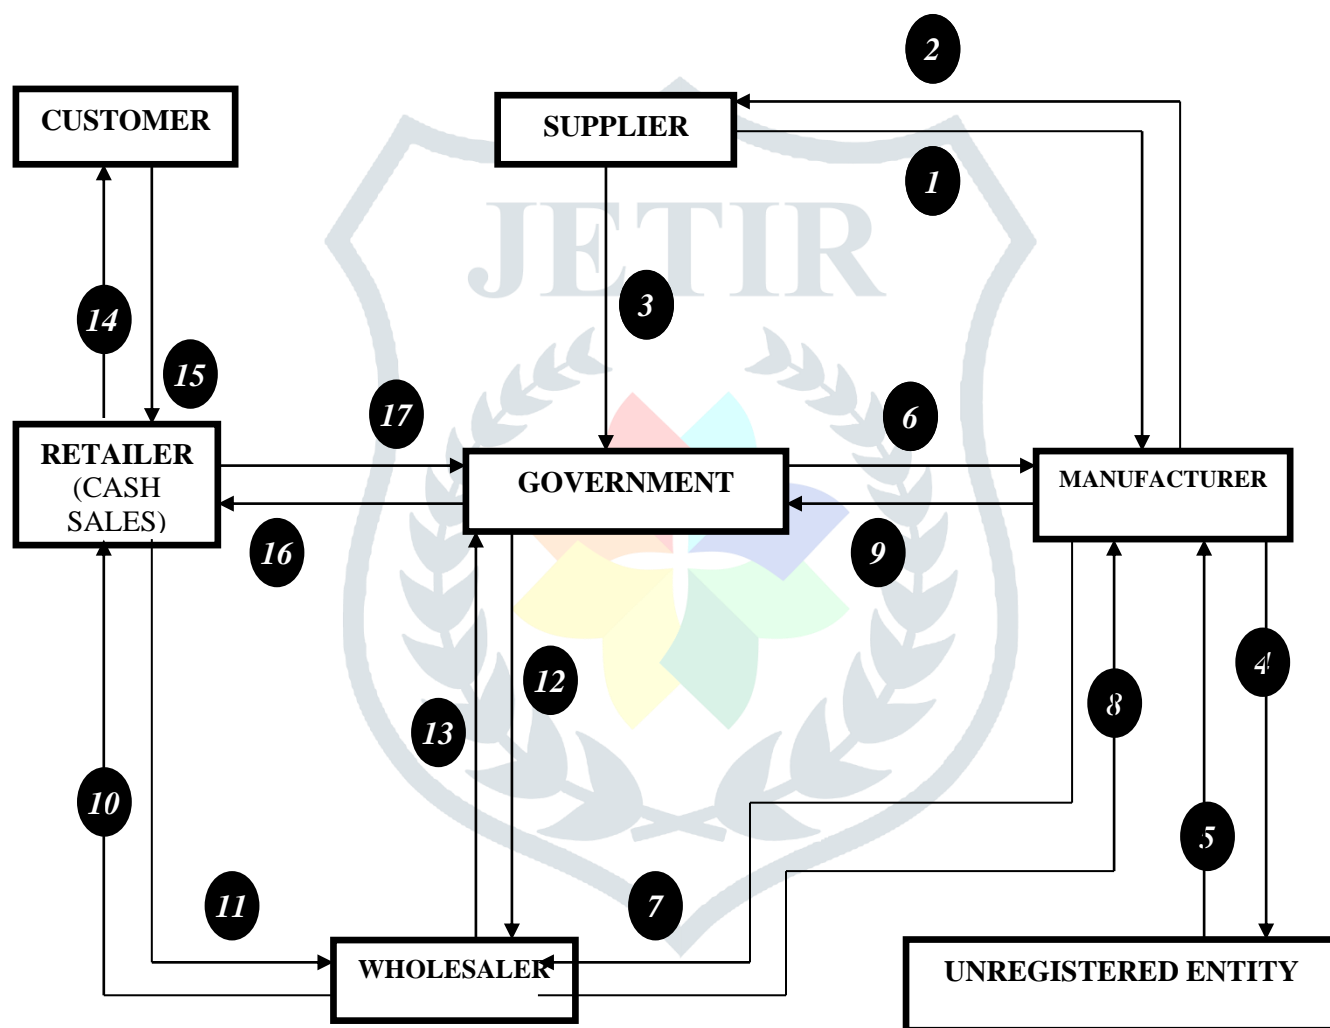 2
CUSTOMER
SUPPLIER
1
JETIR
3
14
15
17
6
RETAILER
(CASH
SALES)
GOVERNMENT
MANUFACTURER
16
9
12
4
13
8
10
5
11
7
WHOLESALER
UNREGISTERED ENTITY